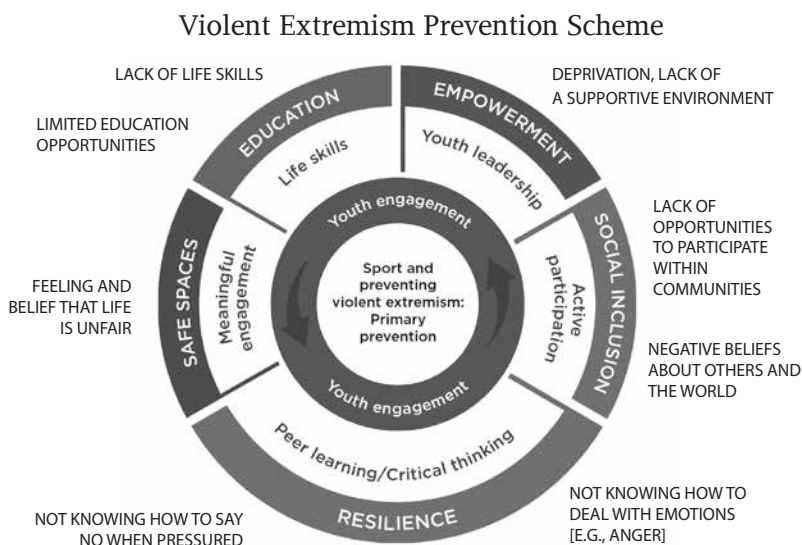 Violent Extremism Prevention Scheme
LACK OF LIFE SKILLS
DEPRIVATION, LACK OF
A SUPPORTIVE ENVIRONMENT
LIMITED EDUCATION
OPPORTUNITIES
EDUCATION
EMPOWERMENT
Life skills
Youth leadership
LACK OF
OPPORTUNITIES
TO PARTICIPATE
WITHIN
COMMUNITIES
FEELING AND
BELIEF THAT LIFE
IS UNFAIR
SAFE SPACES
Meaningful
engagement
Youth engagement
Sport and
preventing
violent extremism:
Primary
prevention
Youth engagement
Active
participation
SOCIAL INCLUSION
NEGATIVE BELIEFS
ABOUT OTHERS AND
THE WORLD
Peer learning/Critical thinking
RESILIENCE
NOT KNOWING HOW TO SAY
NO WHEN PRESSURED
NOT KNOWING HOW TO
DEAL WITH EMOTIONS
[E.G., ANGER]